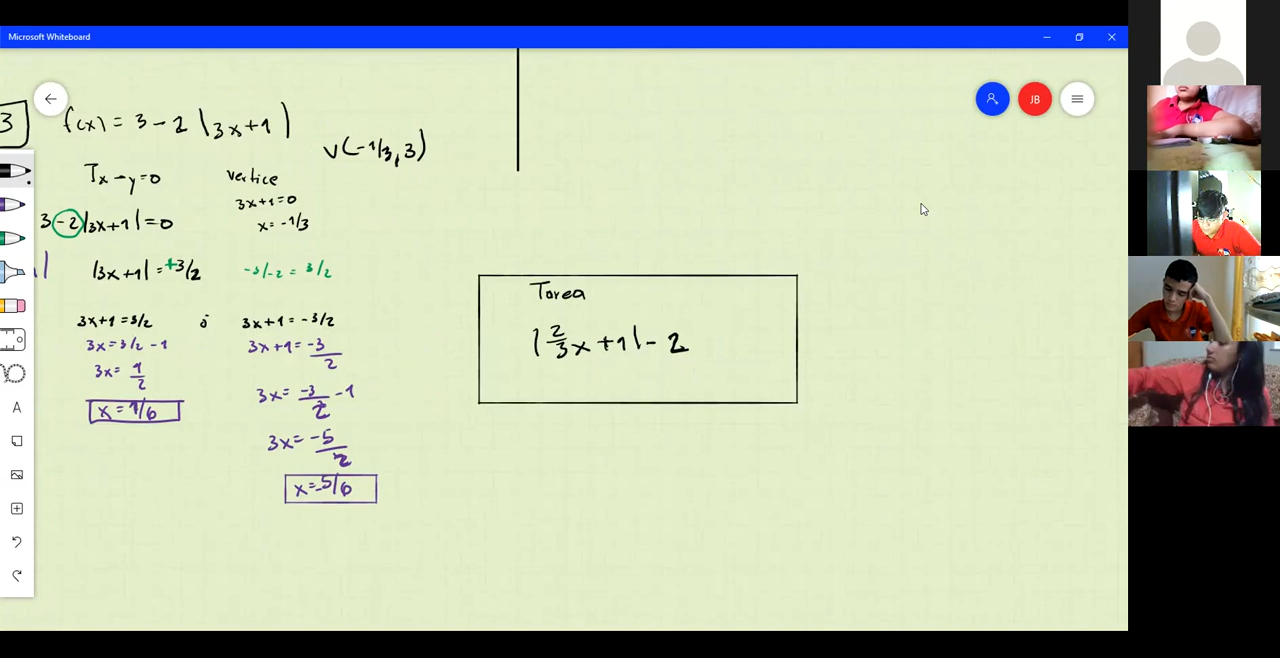 Microsoft Whiteboard
JB
3
f(x) = 3 - 2 |3x+1|
V(-1/3, 3)
Ix - y=0
3 -2|3x+1|=0
|3x+1| = +3/2
3x+1 = 3/2
3x = 3/2 - 1
3x = 1/2
x = 1/6
ó
vertice
3x+1=0
x= -1/3
-3/-2 = 3/2
3x+1 = -3/2
3x+1 = -3/2
3x = -3/2 - 1
3x = -5/2
x=-5/6
Tarea
|2/3x +1| - 2
A